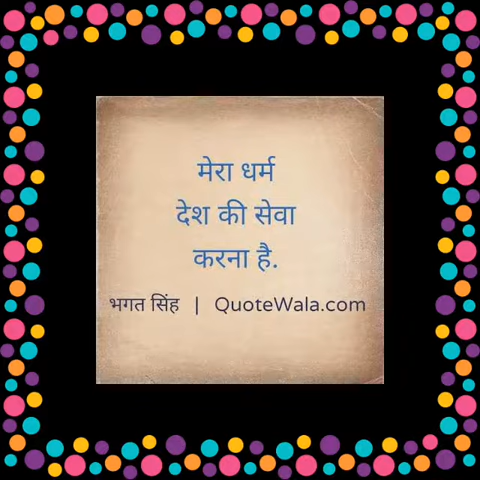 मेरा धर्म
देश की सेवा
करना है.
भगत सिंह | QuoteWala.com